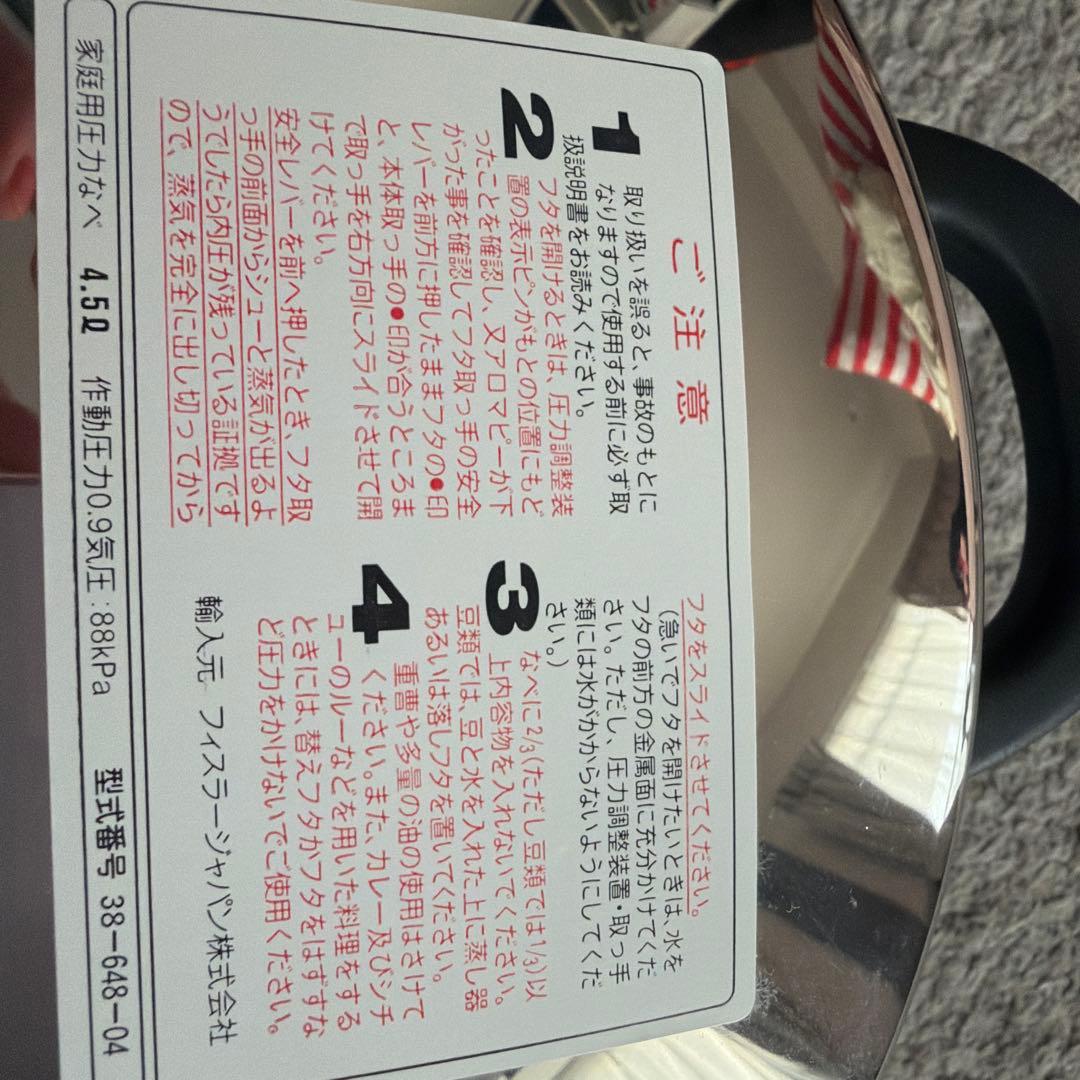 ご注意
1 取り扱いを誤ると、事故のもとに
なりますので使用する前に必ず取
扱説明書をお読みください。
2 フタを開けるときは、圧力調整装
置の表示ピンがもとの位置にもど
ったことを確認し、又アロマピーが下
がった事を確認してフタ取っ手の安全
レバーを前方に押したままフタの●印
と、本体取っ手の●印が合うところま
で取っ手を右方向にスライドさせて開
けてください。
安全レバーを前へ押したとき、フタ取
っ手の前面からシューと蒸気が出るよ
うでしたら内圧が残っている証拠です
ので、蒸気を完全に出し切ってから
フタをスライドさせてください。
(急いでフタを開けたいときは、水を
フタの前方の金属面に充分かけてくだ
さい。ただし、圧力調整装置・取っ手
類には水がかからないようにしてくだ
さい。)
3 なべに2/3(ただし豆類では1/3)以
上内容物を入れないでください。
豆類では、豆と水を入れた上に蒸し器
あるいは落しフタを置いてください。
4 重曹や多量の油の使用はさけて
ください。また、カレー及びシチ
ューのルーなどを用いた料理をする
ときには、替えフタかフタをはずすな
ど圧力をかけないでご使用ください。
輸入元 フィスラージャパン株式会社
家庭用圧力なべ 4.5ℓ 作動圧力0.9気圧:88kPa 型式番号 38-648-04